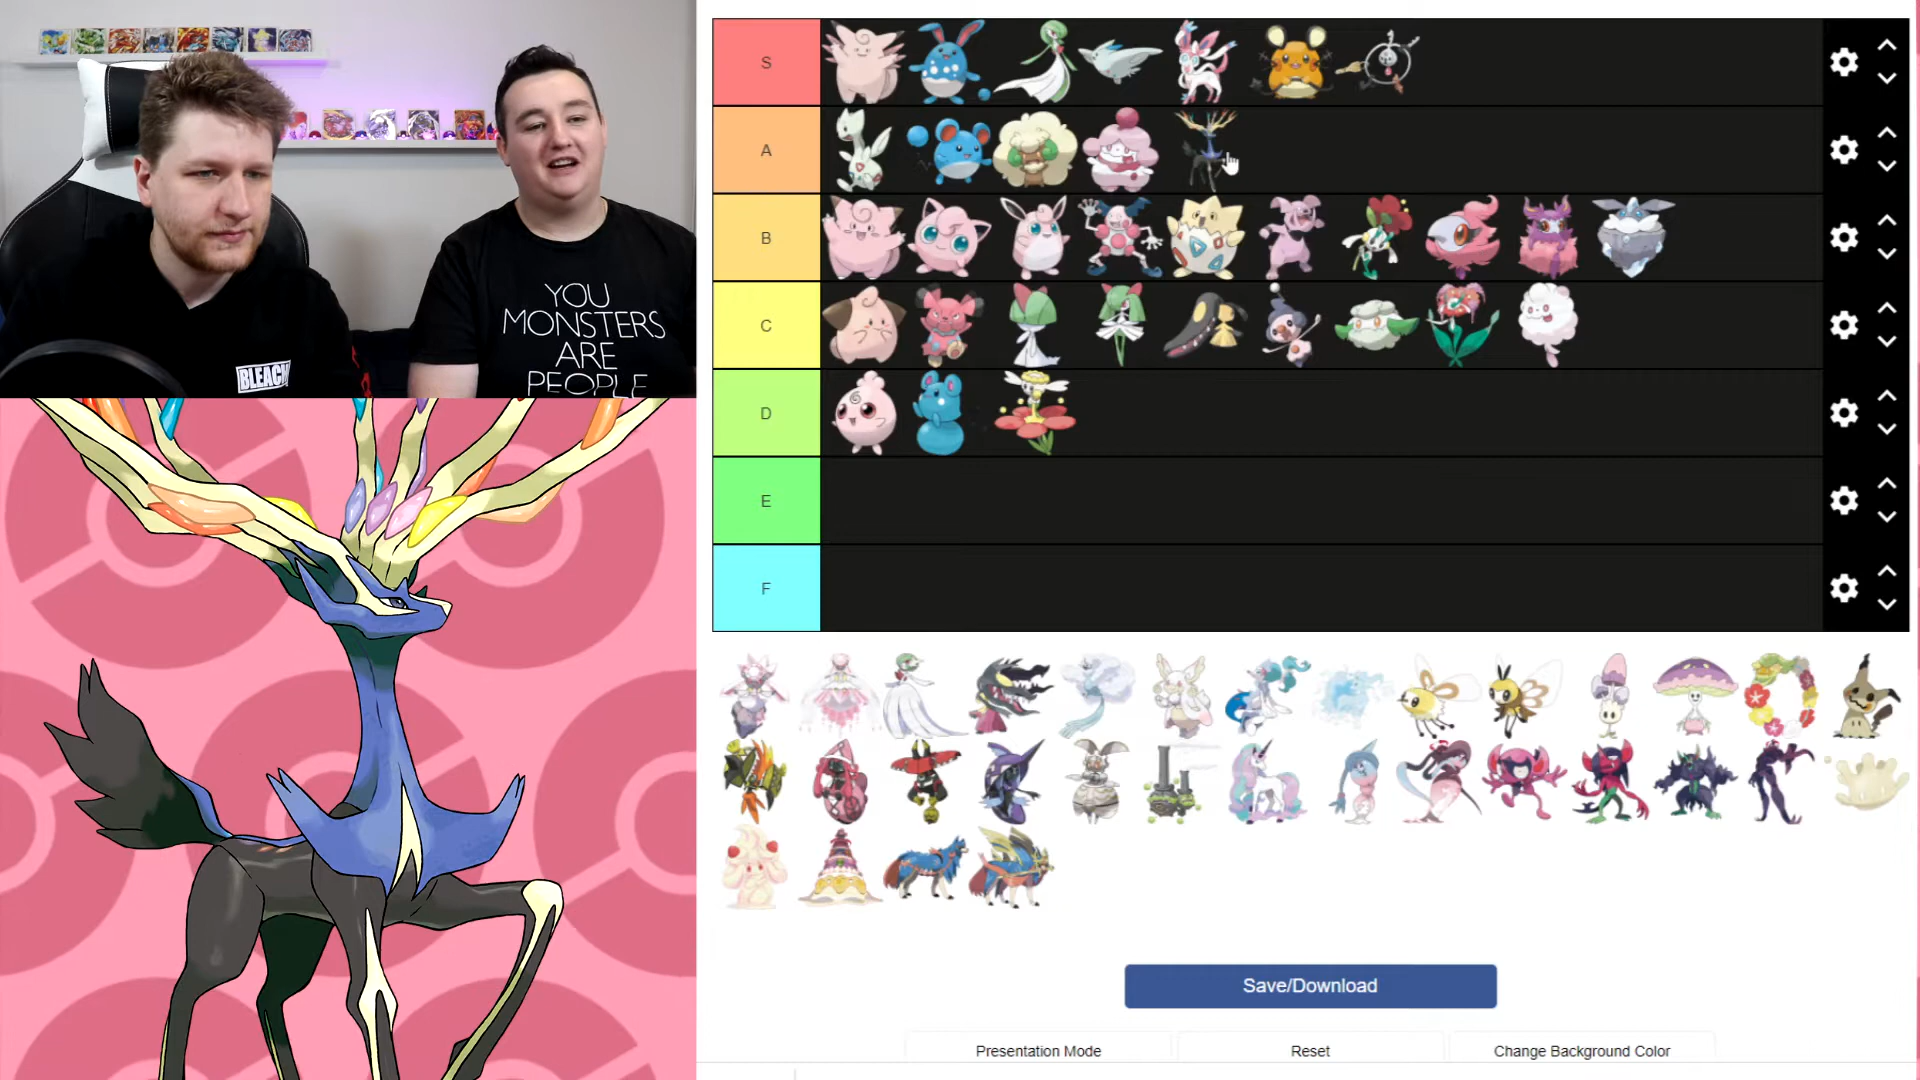 BLEACH
YOU
MONSTERS
ARE
PEOPLE
S
A
B
C
D
E
F
Save/Download
Presentation Mode
Reset
Change Background Color